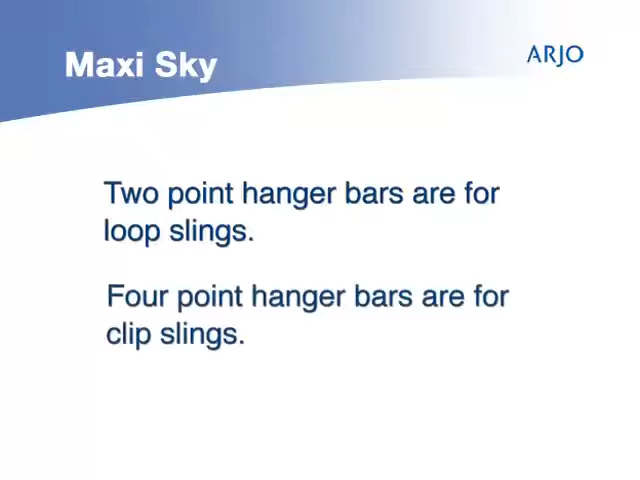 Maxi Sky
ARJO
Two point hanger bars are for
loop slings.
Four point hanger bars are for
clip slings.